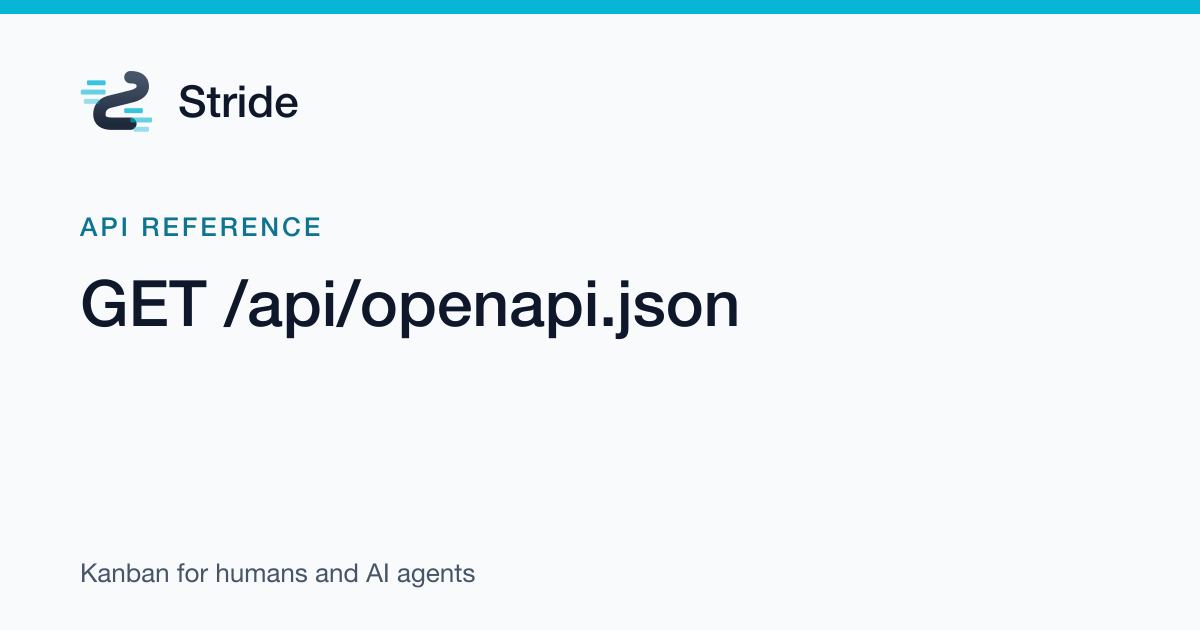 Stride
API REFERENCE
GET /api/openapi.json
Kanban for humans and AI agents